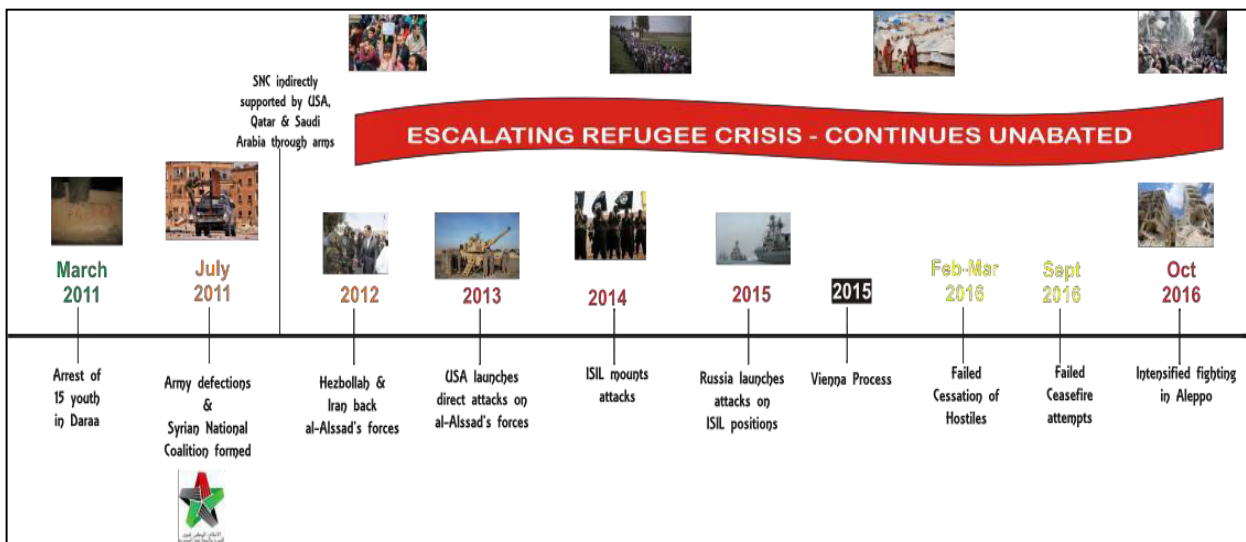 SNC indirectly
supported by USA,
Qatar & Saudi
Arabia through arms
ESCALATING REFUGEE CRISIS - CONTINUES UNABATED
March
2011
July
2011
2012
2013
2014
2015
2015
Feb-Mar
2016
Sept
2016
Oct
2016
Arrest of
15 youth
in Daraa
Army defections
&
Syrian National
Coalition formed
Hezbollah &
Iran back
al-Alssad's forces
USA launches
direct attacks on
al-Alssad's forces
ISIL mounts
attacks
Russia launches
attacks on
ISIL positions
Vienna Process
Failed
Cessation of
Hostiles
Failed
Ceasefire
attempts
Intensified fighting
in Aleppo